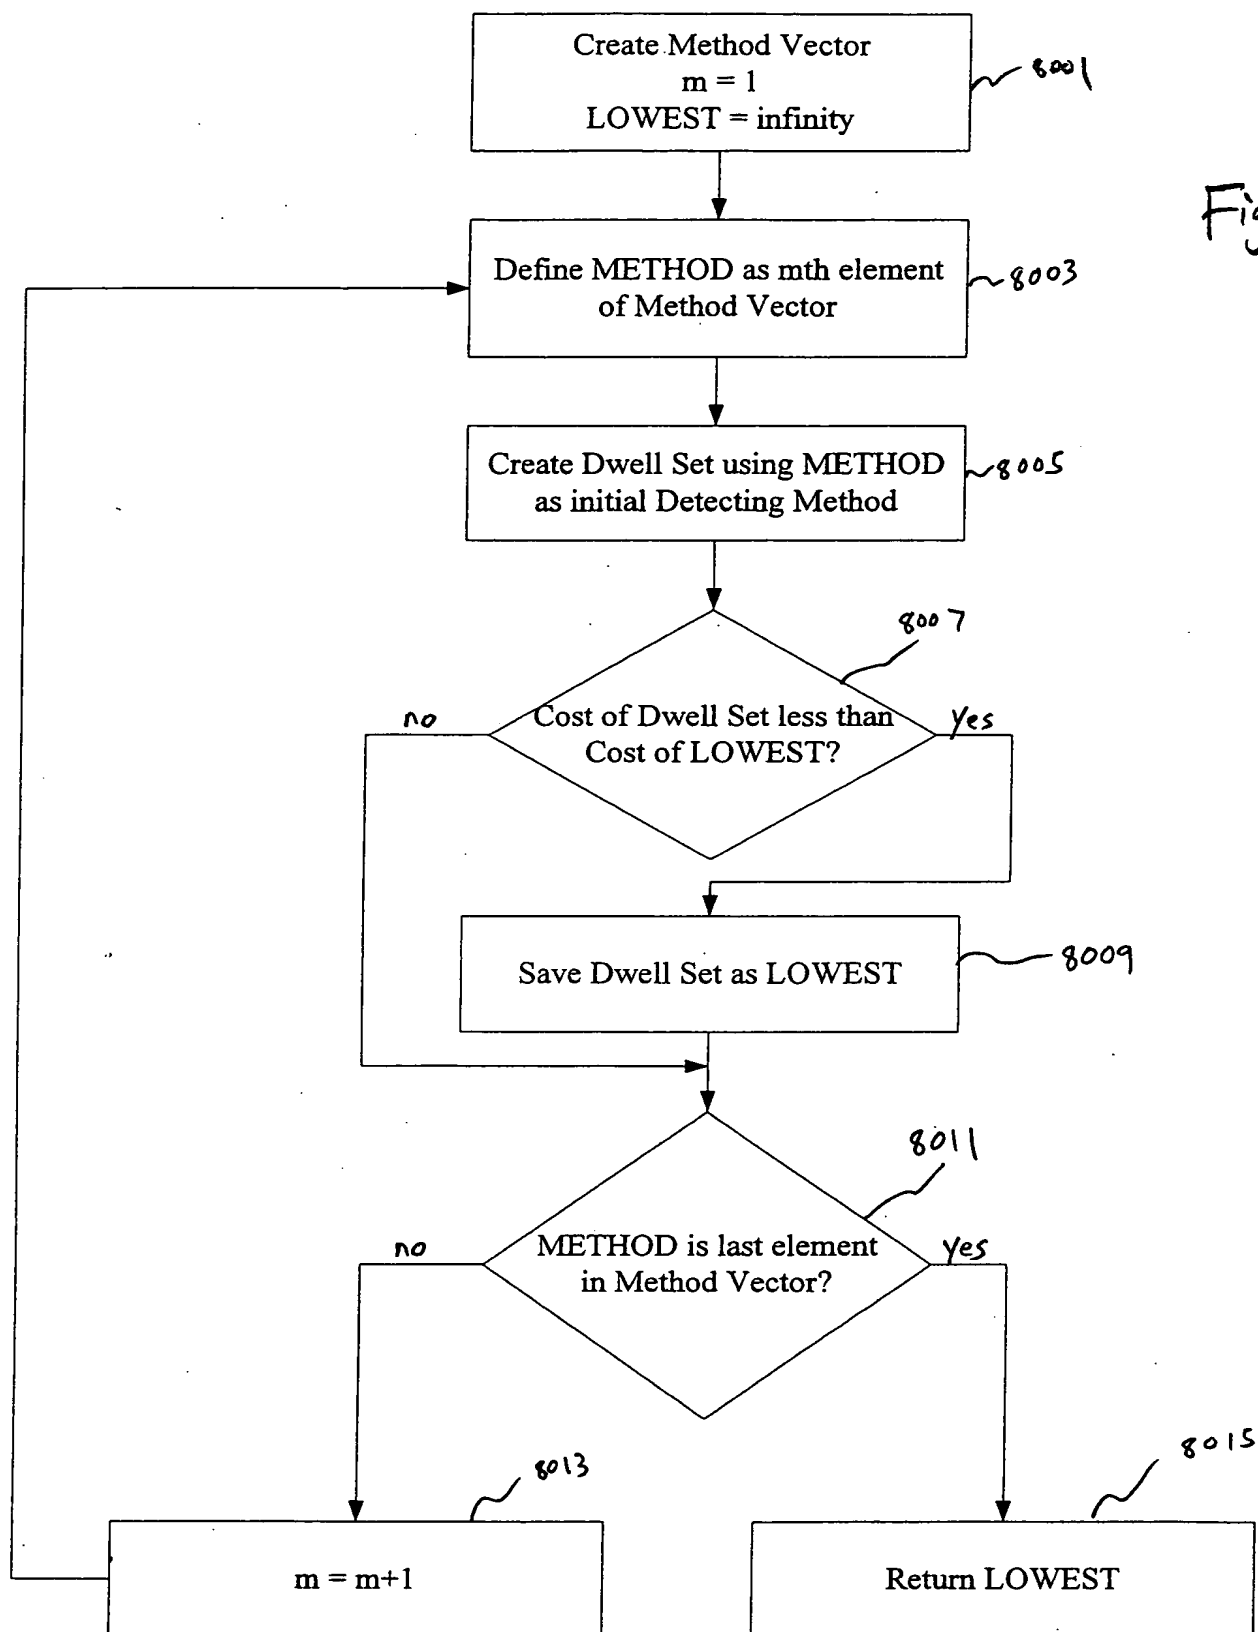 Create Method Vector
m = 1
LOWEST = infinity
8001
Define METHOD as mth element
of Method Vector
8003
Create Dwell Set using METHOD
as initial Detecting Method
8005
8007
no
Cost of Dwell Set less than
Cost of LOWEST?
yes
Save Dwell Set as LOWEST
8009
8011
no
METHOD is last element
in Method Vector?
yes
8013
8015
m = m+1
Return LOWEST